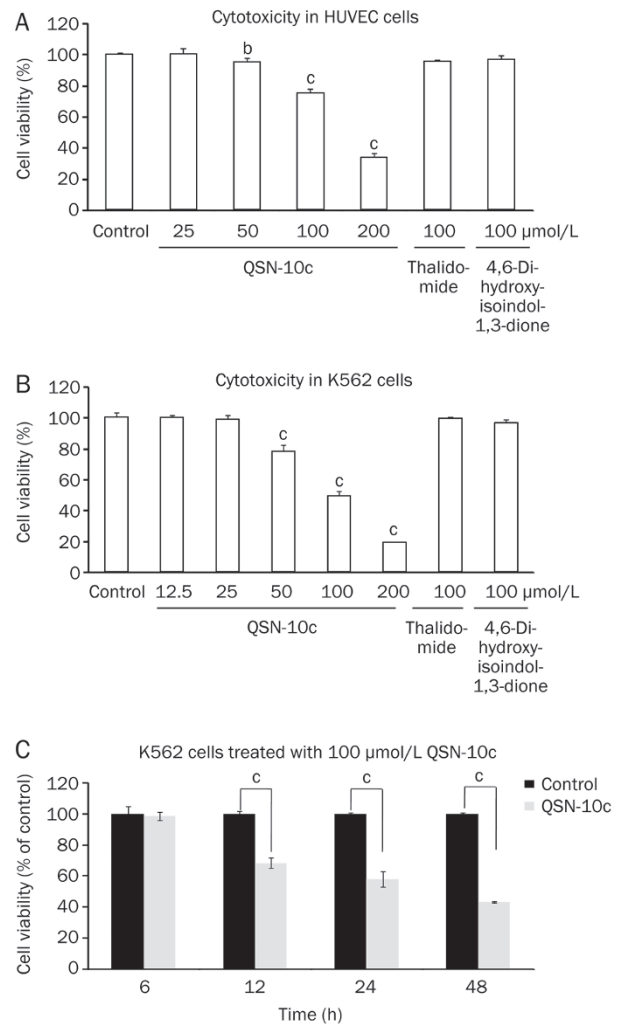 A
Cytotoxicity in HUVEC cells
Cell viability (%)
120
100
80
60
40
20
0
b
c
c
Control 25 50 100 200 100 100 μmol/L
QSN-10c
Thalido-
mide
4,6-Di-
hydroxy-
isoindol-
1,3-dione
B
Cytotoxicity in K562 cells
Cell viability (%)
120
100
80
60
40
20
0
c
c
c
Control 12.5 25 50 100 200 100 100 μmol/L
QSN-10c
Thalido-
mide
4,6-Di-
hydroxy-
isoindol-
1,3-dione
C
K562 cells treated with 100 μmol/L QSN-10c
Cell viability (% of control)
120
100
80
60
40
20
0
c
c
c
Control
QSN-10c
6 12 24 48
Time (h)